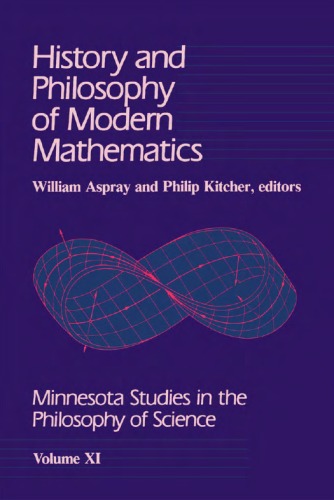 History and
Philosophy
of Modern
Mathematics
William Aspray and Philip Kitcher, editors
Minnesota Studies in the
Philosophy of Science
Volume XI